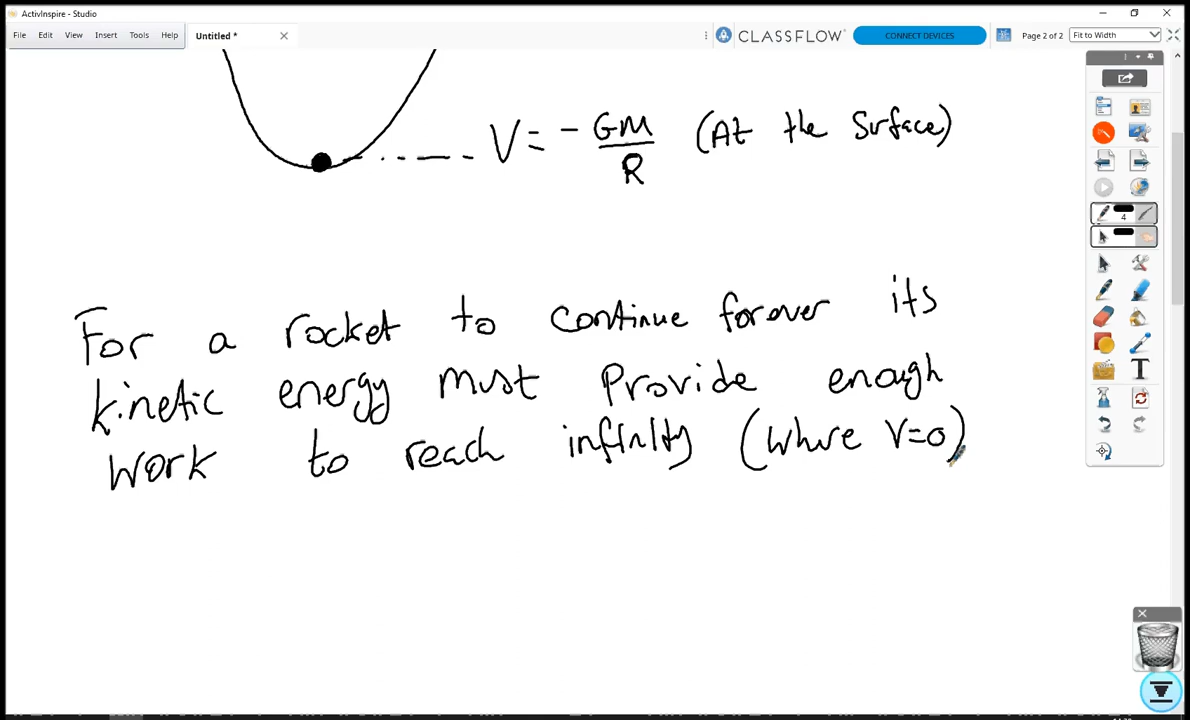 ActivInspire - Studio
File Edit View Insert Tools Help Untitled * CLASSFLOW CONNECT DEVICES Page 2 of 2 Fit to Width
V = - GM/R (At the Surface)
For a rocket to continue forever its
kinetic energy must Provide enough
work to reach infinity (where V=0)
4
T